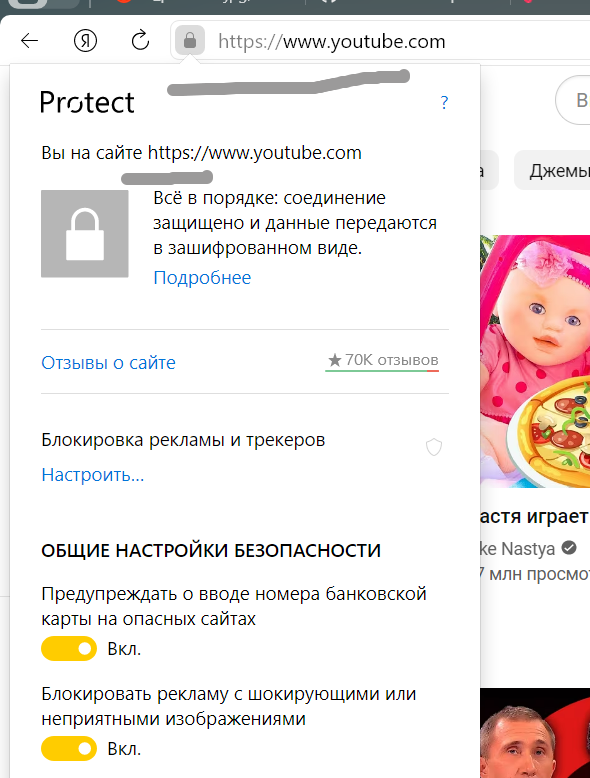 Я https://www.youtube.com
Protect ?
Вы на сайте https://www.youtube.com
Всё в порядке: соединение
защищено и данные передаются
в зашифрованном виде.
Подробнее
Отзывы о сайте ★ 70K отзывов
Блокировка рекламы и трекеров
Настроить...
ОБЩИЕ НАСТРОЙКИ БЕЗОПАСНОСТИ
Предупреждать о вводе номера банковской
карты на опасных сайтах
Вкл.
Блокировать рекламу с шокирующими или
неприятными изображениями
Вкл.
Джемы
астя играет
ke Nastya
7 млн просмо